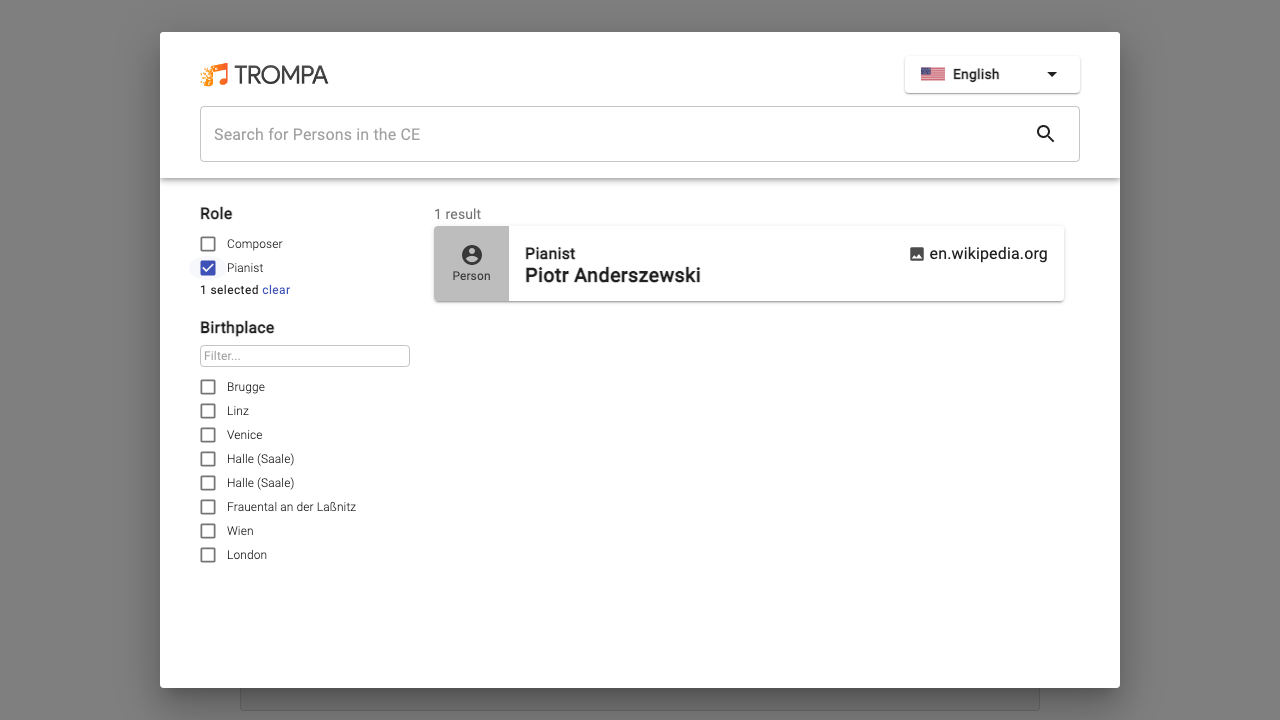 TROMPA
English
Search for Persons in the CE
Role
Composer
Pianist
1 selected clear
Birthplace
Filter...
Brugge
Linz
Venice
Halle (Saale)
Halle (Saale)
Frauental an der Laßnitz
Wien
London
1 result
Person
Pianist
Piotr Anderszewski
en.wikipedia.org